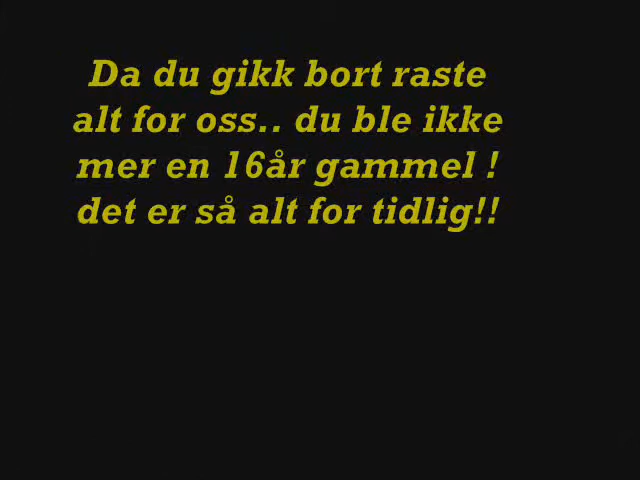 Da du gikk bort raste
alt for oss.. du ble ikke
mer en 16år gammel !
det er så alt for tidlig!!